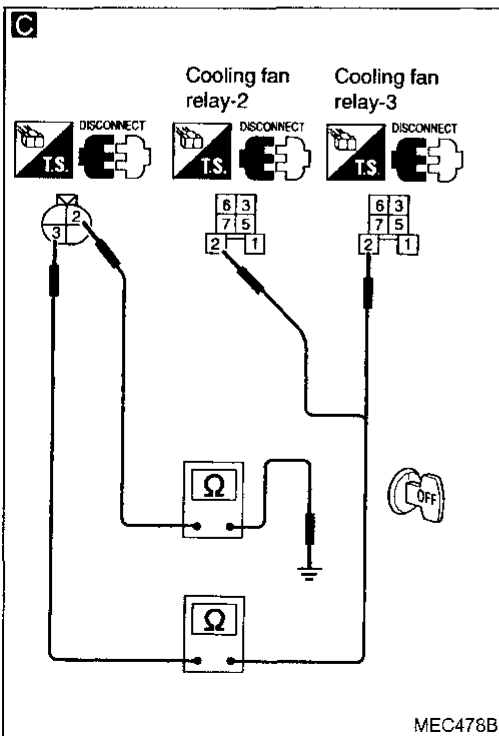 C
Cooling fan relay-2
Cooling fan relay-3
DISCONNECT
T.S.
DISCONNECT
T.S.
DISCONNECT
T.S.
2
3
6 3
7 5
2 1
6 3
7 5
2 1
Ω
OFF
Ω
MEC478B